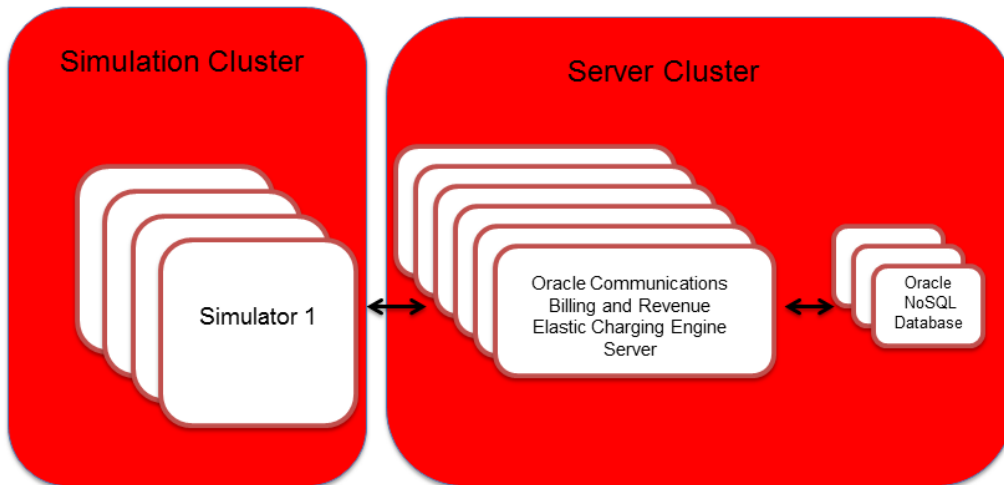 Simulation Cluster
Server Cluster
Simulator 1
Oracle Communications
Billing and Revenue
Elastic Charging Engine
Server
Oracle
NoSQL
Database